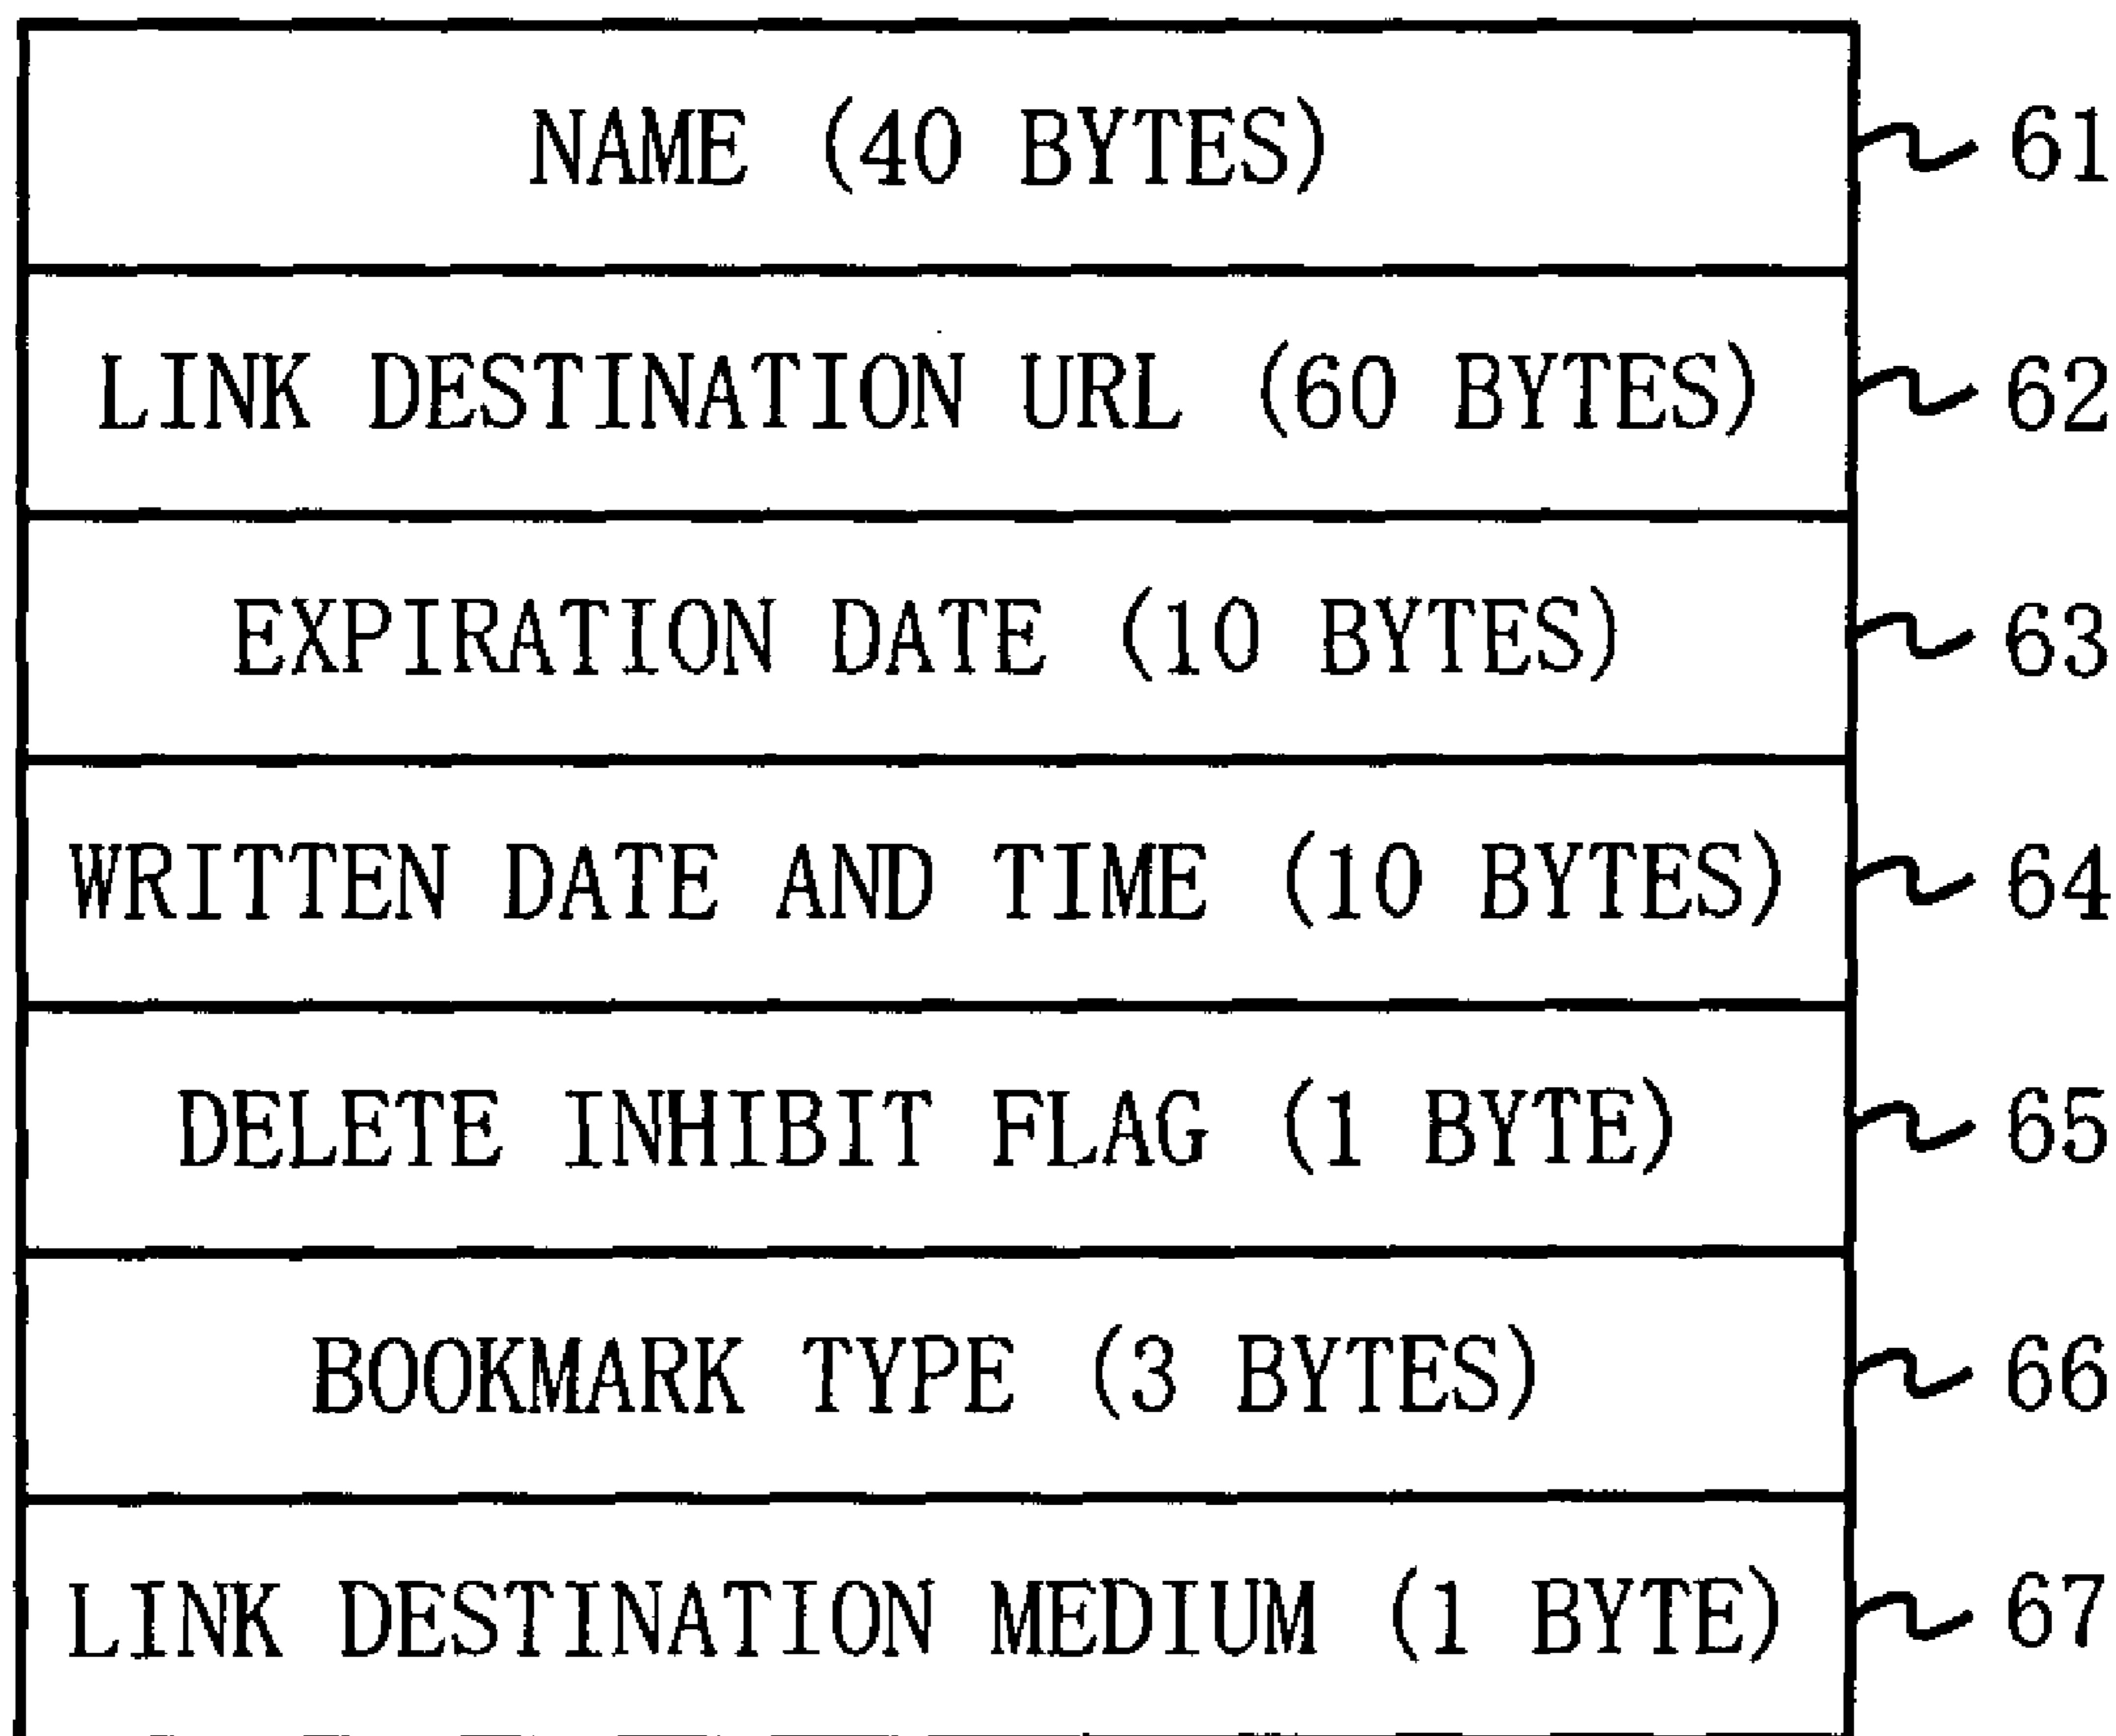 NAME (40 BYTES) 61
LINK DESTINATION URL (60 BYTES) 62
EXPIRATION DATE (10 BYTES) 63
WRITTEN DATE AND TIME (10 BYTES) 64
DELETE INHIBIT FLAG (1 BYTE) 65
BOOKMARK TYPE (3 BYTES) 66
LINK DESTINATION MEDIUM (1 BYTE) 67